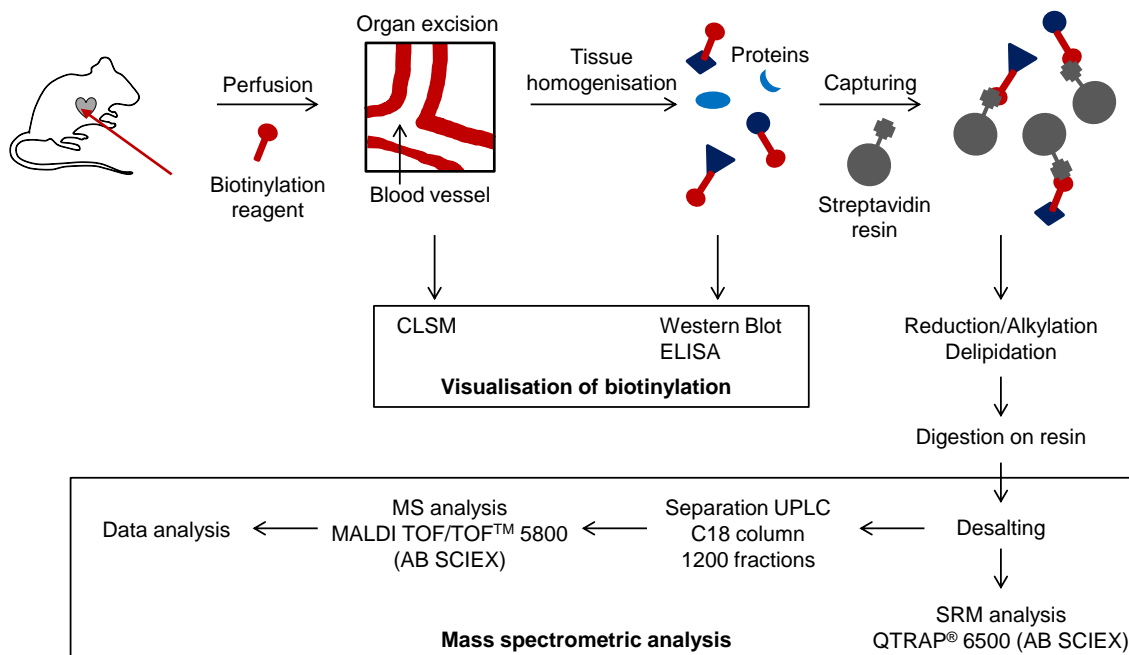 Organ excision
Perfusion
Biotinylation
reagent
Blood vessel
Tissue
homogenisation
Proteins
Capturing
Streptavidin
resin
CLSM
Western Blot
ELISA
Visualisation of biotinylation
Reduction/Alkylation
Delipidation
Digestion on resin
Desalting
Separation UPLC
C18 column
1200 fractions
MS analysis
MALDI TOF/TOF™ 5800
(AB SCIEX)
Data analysis
SRM analysis
QTRAP® 6500 (AB SCIEX)
Mass spectrometric analysis